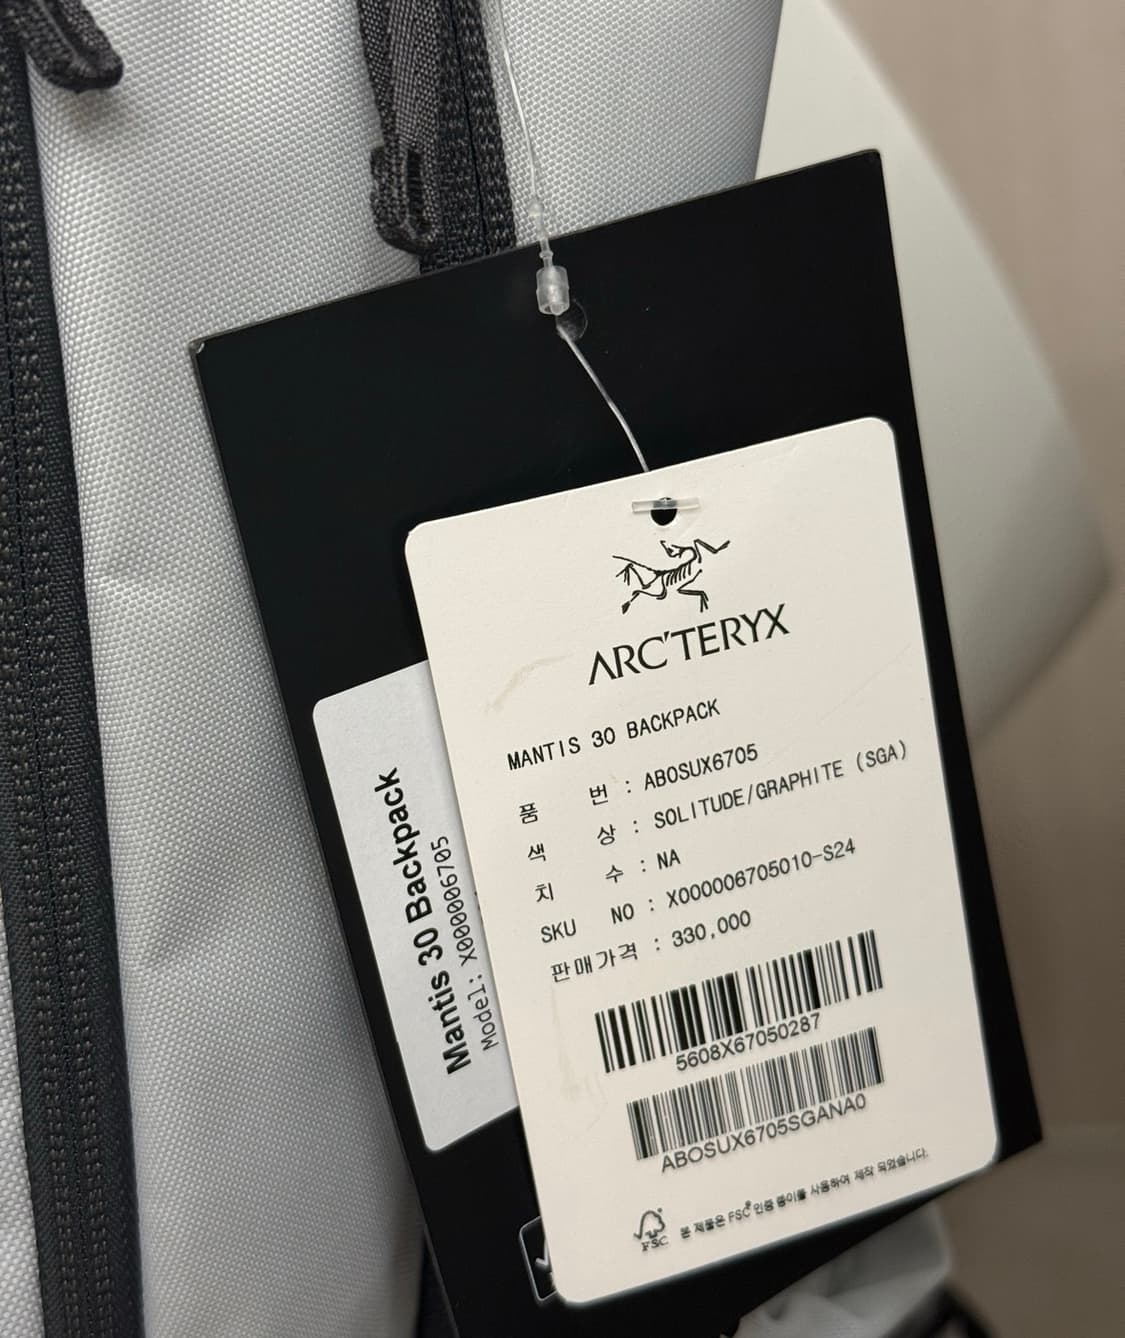 ARC'TERYX
MANTIS 30 BACKPACK
품 번 : ABOSUX6705
색 상 : SOLITUDE/GRAPHITE (SGA)
치 수 : NA
SKU NO : X000006705010-S24
판매가격 : 330,000
5608X67050287
ABOSUX6705SGANA0
FSC
본 제품은 FSC® 인증 종이를 사용하여 제작 되었습니다.
Mantis 30 Backpack
Model: X000006705